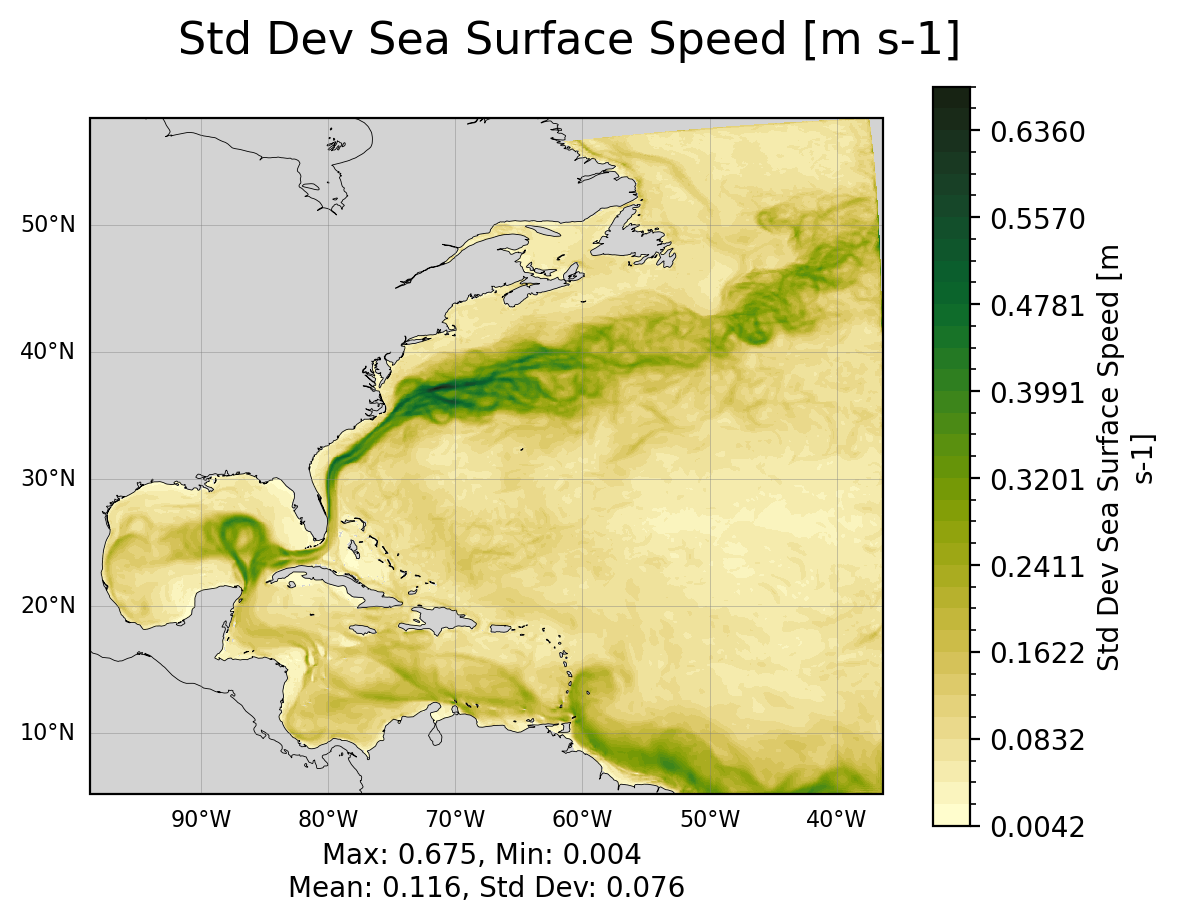 Std Dev Sea Surface Speed [m s-1]
50°N
40°N
30°N
20°N
10°N
90°W
80°W
70°W
60°W
50°W
40°W
Max: 0.675, Min: 0.004
Mean: 0.116, Std Dev: 0.076
0.6360
0.5570
0.4781
0.3991
0.3201
0.2411
0.1622
0.0832
0.0042
Std Dev Sea Surface Speed [m
s-1]